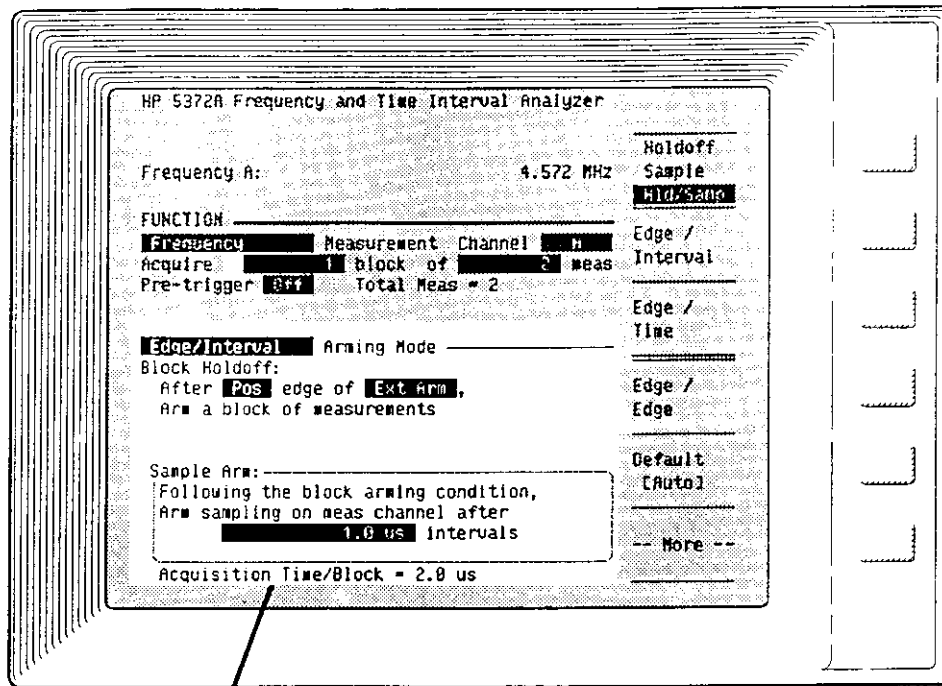 HP 5372A Frequency and Time Interval Analyzer
Frequency A: 4.572 MHz
FUNCTION
Frequency Measurement Channel A
Acquire 1 block of 2 meas
Pre-trigger Off Total Meas = 2
Edge/Interval Arming Mode
Block Holdoff:
After Pos edge of Ext Arm,
Arm a block of measurements
Sample Arm:
Following the block arming condition,
Arm sampling on meas channel after
1.0 us intervals
Acquisition Time/Block = 2.0 us
Holdoff
Sample
Hld/Samp
Edge /
Interval
Edge /
Time
Edge /
Edge
Default
[Auto]
-- More --